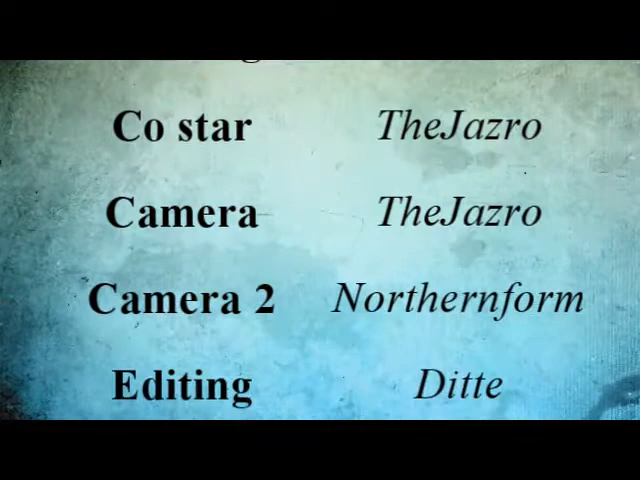 Co star TheJazro
Camera TheJazro
Camera 2 Northernform
Editing Ditte